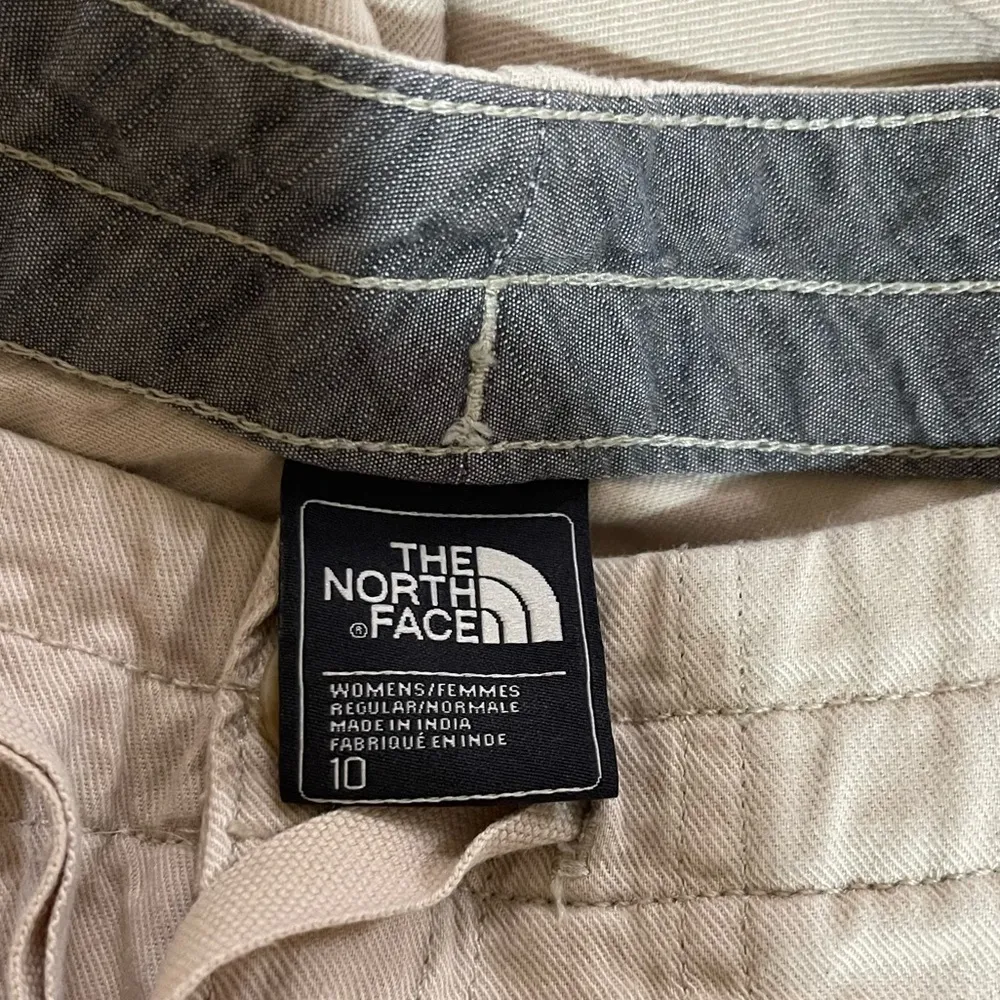 THE
NORTH
® FACE
WOMENS/FEMMES
REGULAR/NORMALE
MADE IN INDIA
FABRIQUÉ EN INDE
10